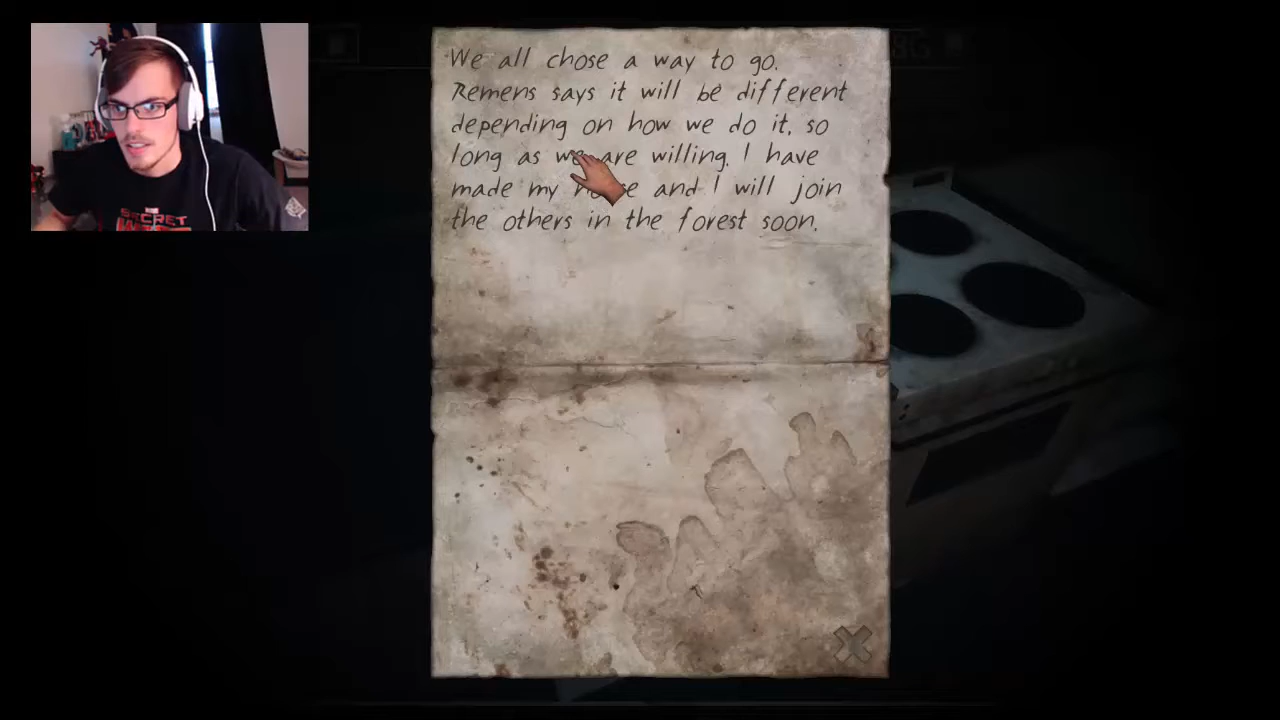 We all chose a way to go.
Remens says it will be different
depending on how we do it, so
long as we are willing. I have
made my and I will join
the others in the forest soon.
SECRET